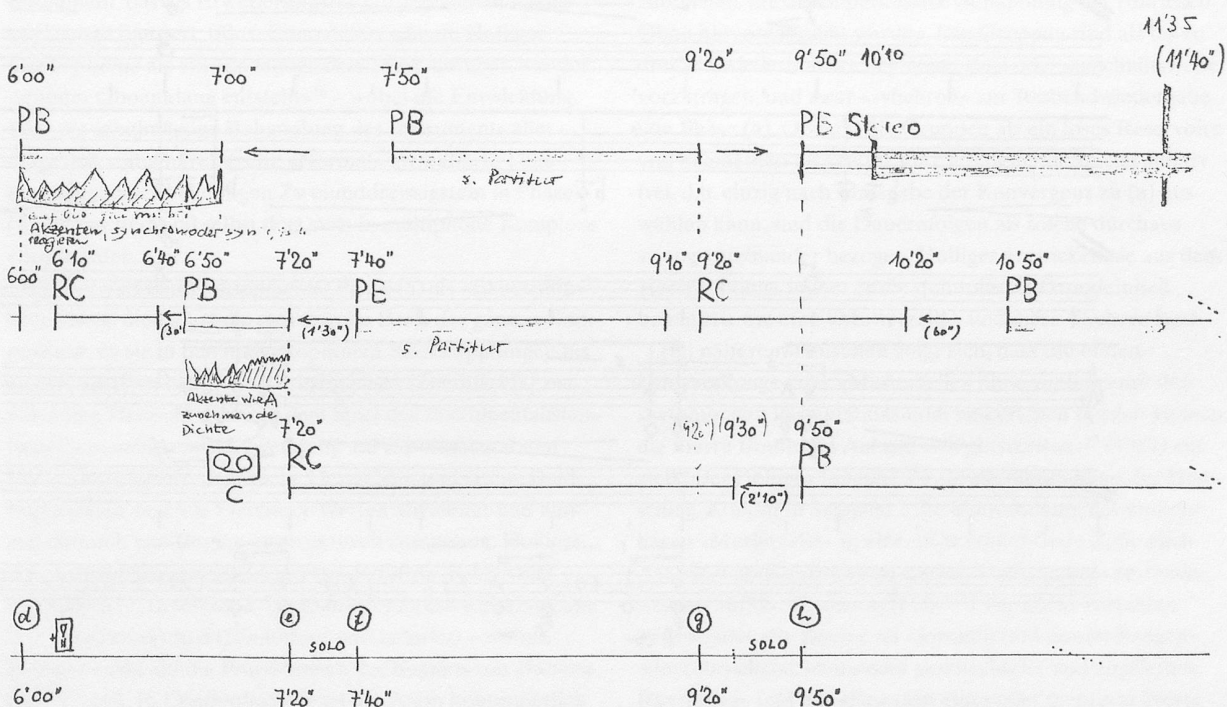 11'35
6'00" 7'00" 7'50" 9'20" 9'50" 10'10 (11'40")
PB PB PB Stereo
s. Partitur
Akzenten, synchron oder
reagieren
6'00" 6'10" 6'40" 6'50" 7'20" 7'40" 9'10" 9'20" 10'20" 10'50"
RC PB PB RC PB
(30") (1'30") (60")
s. Partitur
Akzente wie A
zunehmende
Dichte
7'20" (9'20") (9'30") 9'50"
RC PB
C (2'10")
d e f g h
SOLO SOLO
6'00" 7'20" 7'40" 9'20" 9'50"